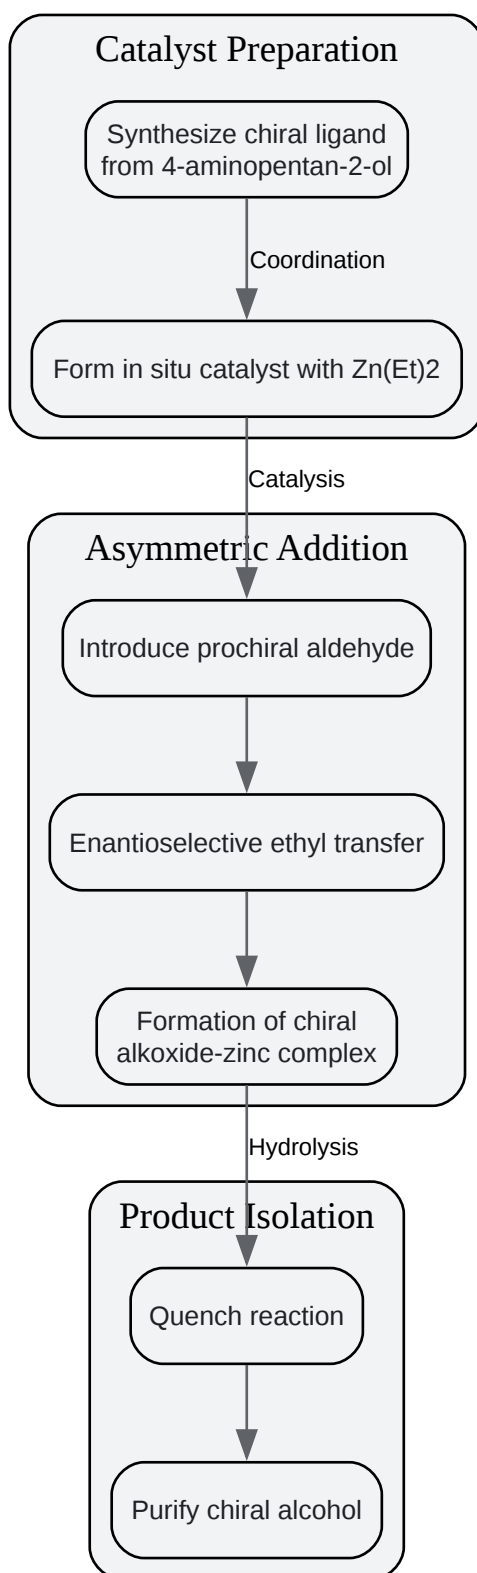 Catalyst Preparation
Synthesize chiral ligand
from 4-aminopentan-2-ol
Coordination
Form in situ catalyst with Zn(Et)2
Catalysis
Asymmetric Addition
Introduce prochiral aldehyde
Enantioselective ethyl transfer
Formation of chiral
alkoxide-zinc complex
Hydrolysis
Product Isolation
Quench reaction
Purify chiral alcohol